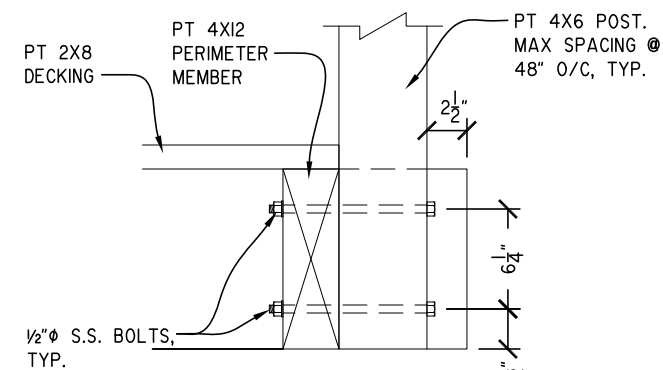 PT 2X8
DECKING
PT 4X12
PERIMETER
MEMBER
PT 4X6 POST.
MAX SPACING @
48" O/C, TYP.
2½"
6¼"
½"φ S.S. BOLTS,
TYP.